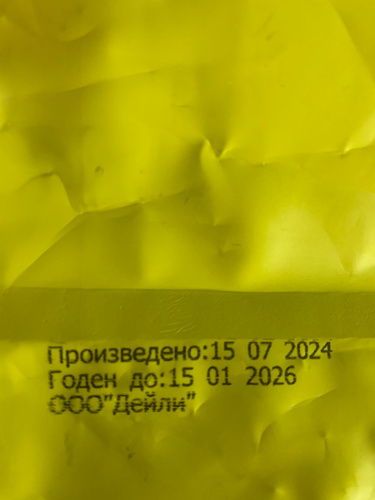 Произведено:15 07 2024
Годен до:15 01 2026
ООО"Дейли"